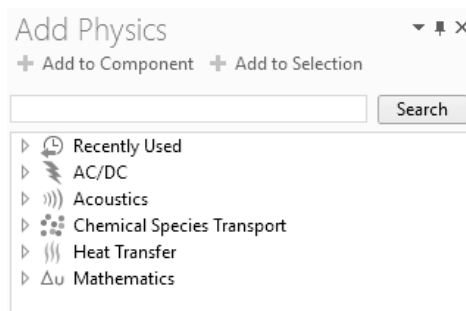 Add Physics
Add to Component Add to Selection
Search
Recently Used
AC/DC
Acoustics
Chemical Species Transport
Heat Transfer
Δu Mathematics